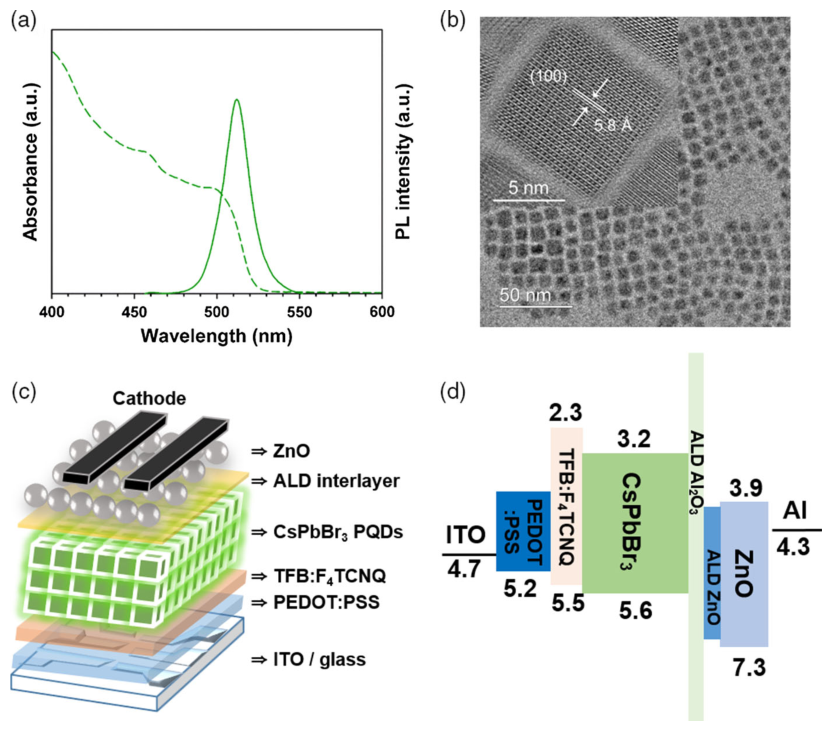 (a)
Absorbance (a.u.)
PL intensity (a.u.)
400
450
500
550
600
Wavelength (nm)
(b)
(100)
5.8 Å
5 nm
50 nm
(c)
Cathode
⇒ ZnO
⇒ ALD interlayer
⇒ CsPbBr₃ PQDs
⇒ TFB:F₄TCNQ
⇒ PEDOT:PSS
⇒ ITO / glass
(d)
ITO
4.7
PEDOT
:PSS
5.2
2.3
TFB:F₄TCNQ
5.5
3.2
CsPbBr₃
5.6
ALD Al₂O₃
ALD ZnO
3.9
ZnO
7.3
Al
4.3